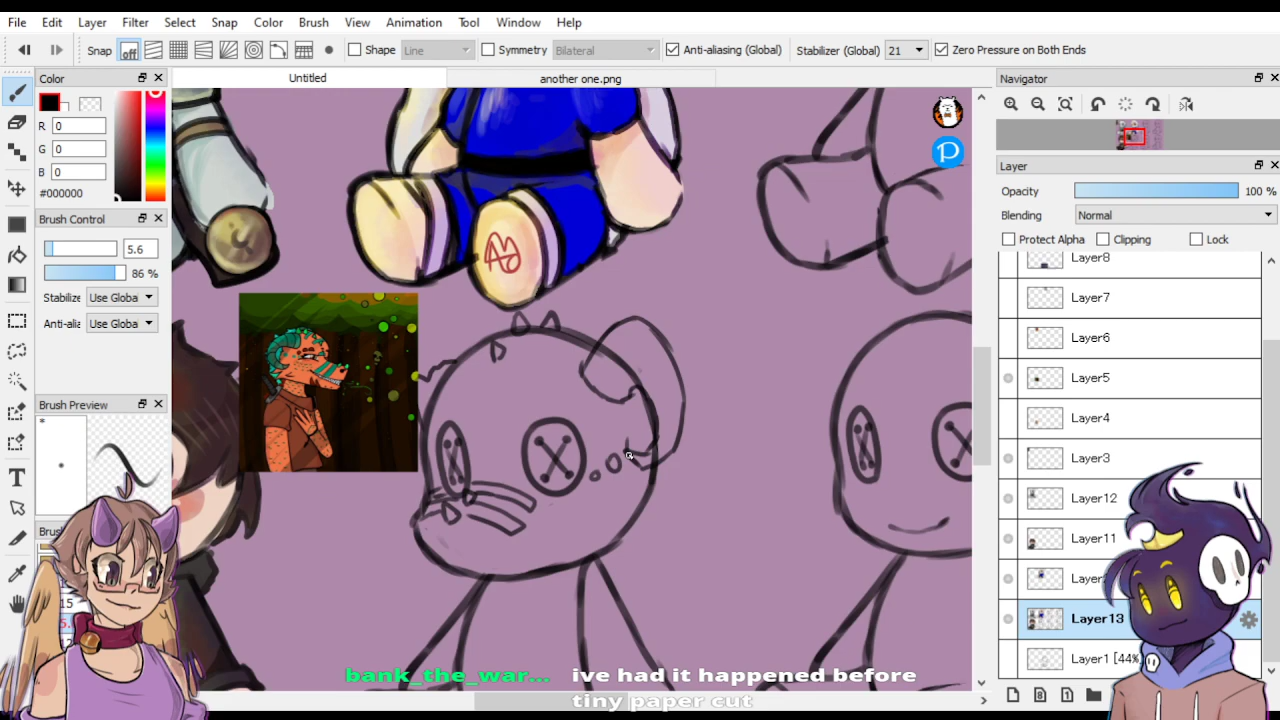 File Edit Layer Filter Select Snap Color Brush View Animation Tool Window Help
Snap off Shape Line Symmetry Bilateral Anti-aliasing (Global) Stabilizer (Global) 21 Zero Pressure on Both Ends
Color
Untitled
another one.png
Navigator
R 0
G 0
B 0
#000000
Layer
Opacity 100 %
Blending Normal
Protect Alpha Clipping Lock
Brush Control
5.6
86 %
Stabilize Use Globa
Anti-alia Use Globa
Brush Preview
*
Layer8
Layer7
Layer6
Layer5
Layer4
Layer3
Layer12
Layer11
Layer13
Layer1 [44%
15
bank_the_war... ive had it happened before
tiny paper cut